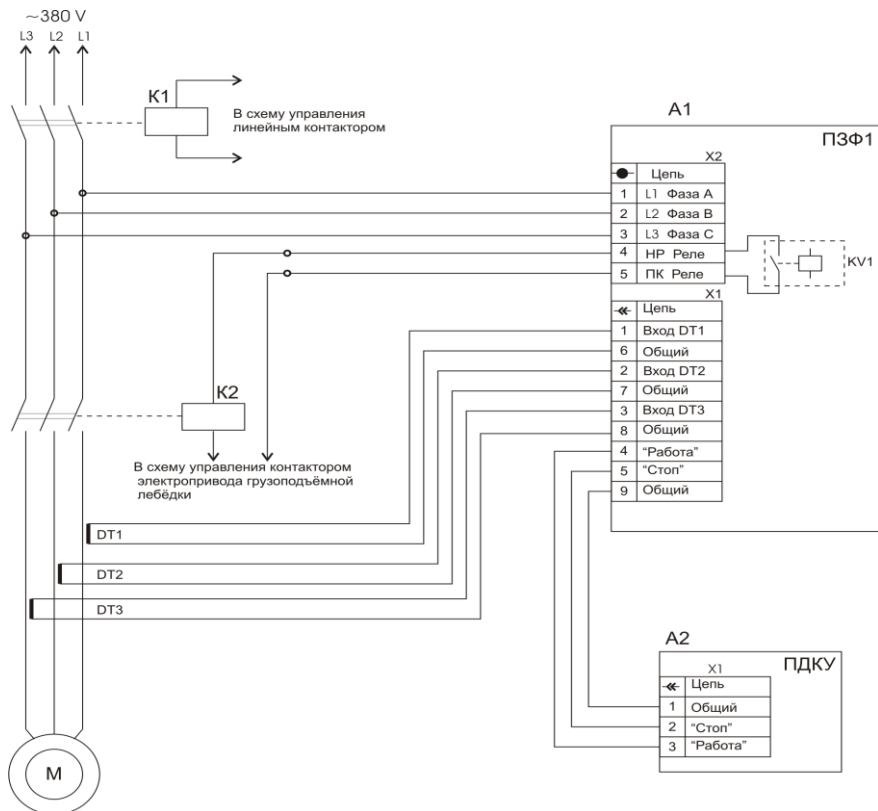 ~380 V
L3 L2 L1
K1
В схему управления
линейным контактором
A1
ПЗФ1
X2
Цепь
1 L1 Фаза А
2 L2 Фаза В
3 L3 Фаза С
4 НР Реле
5 ПК Реле
KV1
X1
Цепь
1 Вход DT1
6 Общий
2 Вход DT2
7 Общий
3 Вход DT3
8 Общий
4 "Работа"
5 "Стоп"
9 Общий
K2
В схему управления контактором
электропривода грузоподъёмной
лебёдки
DT1
DT2
DT3
A2
ПДКУ
X1
Цепь
1 Общий
2 "Стоп"
3 "Работа"
М